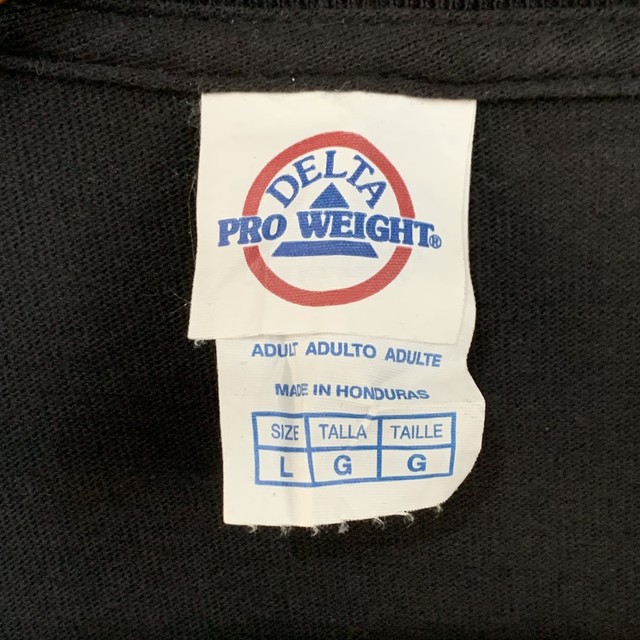 DELTA
PRO WEIGHT®
ADULT ADULTO ADULTE
MADE IN HONDURAS
SIZE TALLA TAILLE
L G G